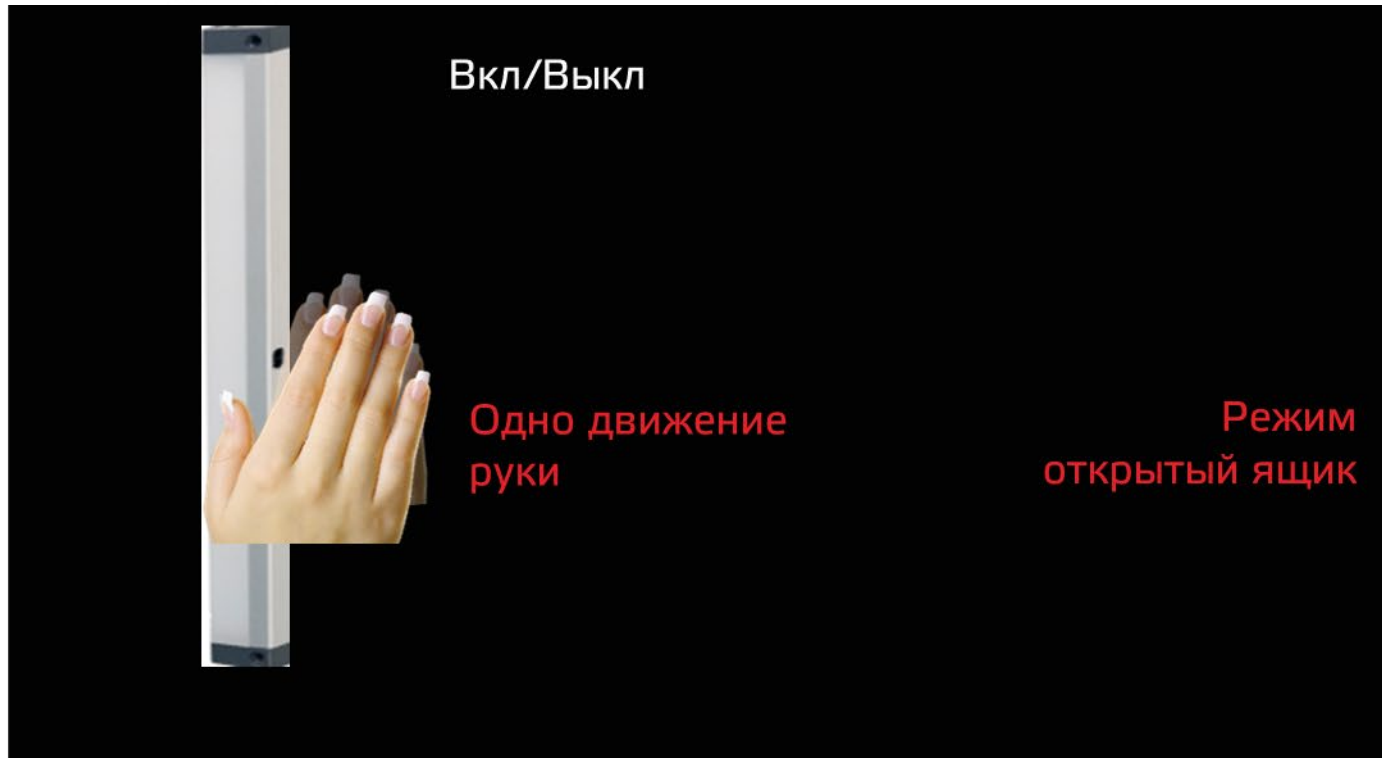 Вкл/Выкл
Одно движение
руки
Режим
открытый ящик